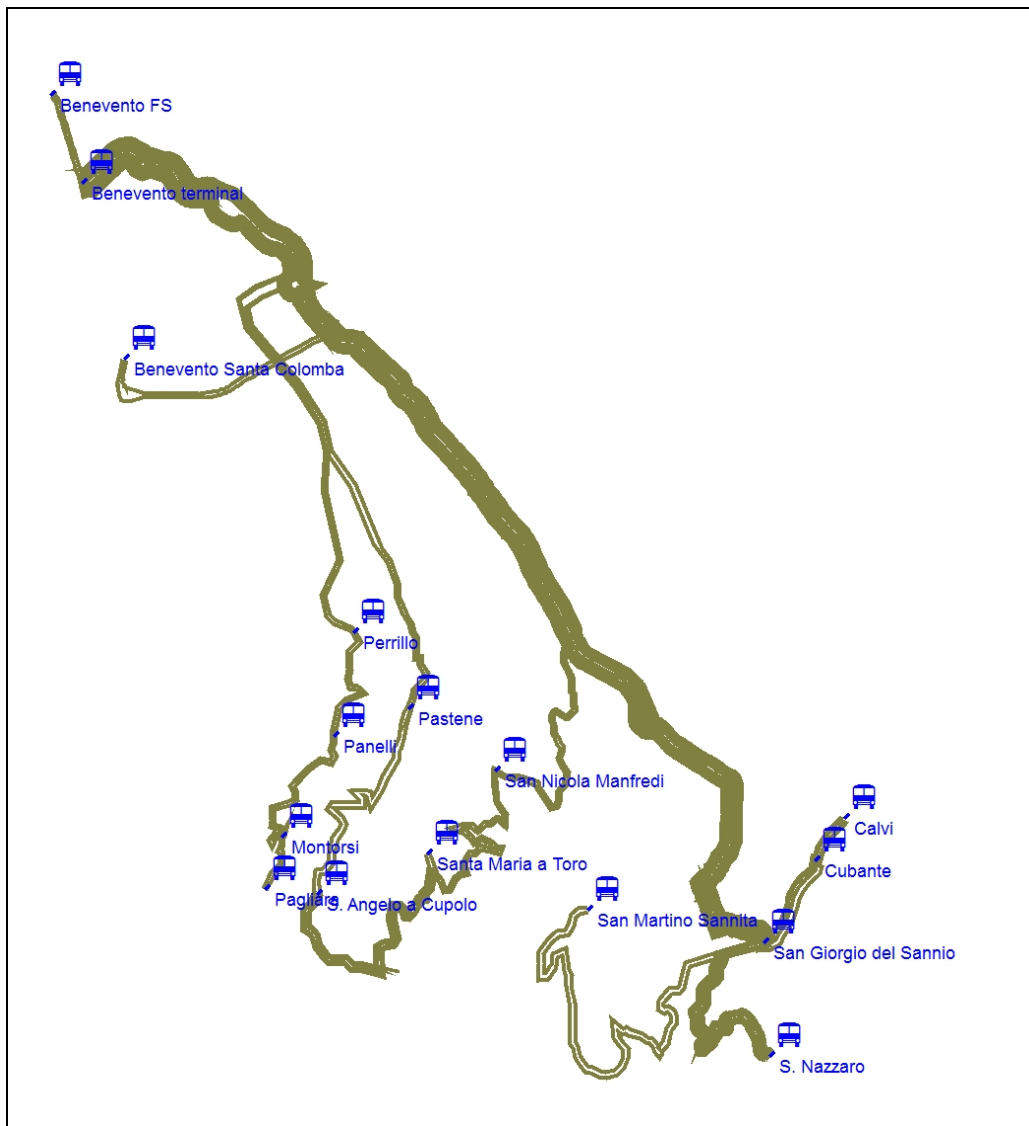 Benevento FS
Benevento terminal
Benevento Santa Colomba
Perrillo
Pastene
Panelli
San Nicola Manfredi
Calvi
Montorsi
Cubante
Santa Maria a Toro
Pagliara
S. Angelo a Cupolo
San Martino Sannita
San Giorgio del Sannio
S. Nazzaro